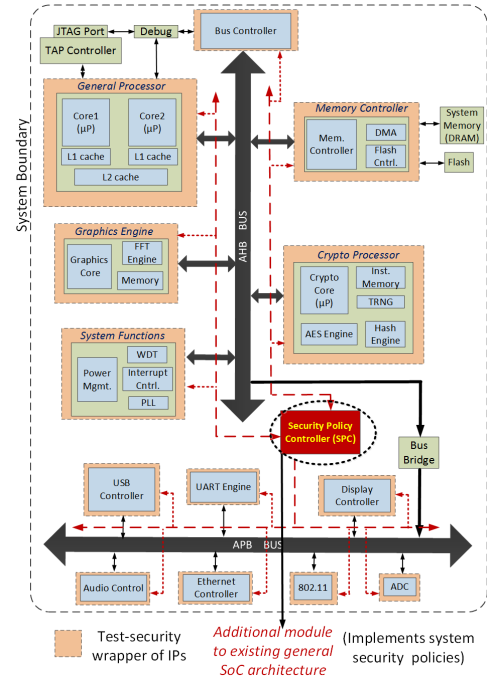 JTAG Port
Debug
Bus Controller
TAP Controller
General Processor
Core1
(µP)
Core2
(µP)
L1 cache
L1 cache
L2 cache
Memory Controller
Mem.
Controller
DMA
Flash
Cntrl.
System
Memory
(DRAM)
Flash
System Boundary
AHB BUS
Graphics Engine
Graphics
Core
FFT
Engine
Memory
Crypto Processor
Crypto
Core
(µP)
Inst.
Memory
TRNG
AES Engine
Hash
Engine
System Functions
Power
Mgmt.
WDT
Interrupt
Cntrl.
PLL
Security Policy
Controller (SPC)
Bus
Bridge
USB
Controller
UART Engine
Display
Controller
APB BUS
Audio Control
Ethernet
Controller
802.11
ADC
Test-security
wrapper of IPs
Additional module
to existing general
SoC architecture
(Implements system
security policies)